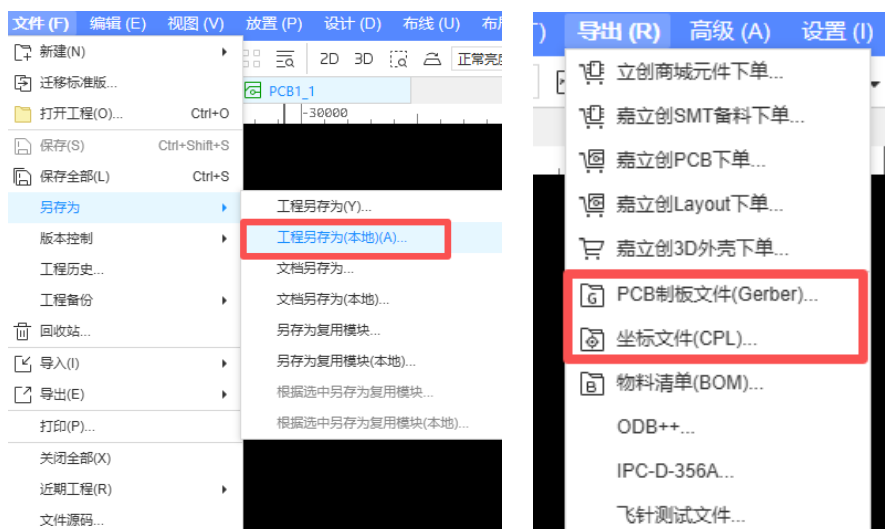 文件 (F) 编辑 (E) 视图 (V) 放置 (P) 设计 (D) 布线 (U)
新建(N)
2D 3D
迁移标准版...
PCB1_1
打开工程(O)... Ctrl+O
-30000
保存(S) Ctrl+Shift+S
保存全部(L) Ctrl+S
另存为
版本控制
工程历史...
工程备份
回收站...
导入(I)
导出(E)
打印(P)...
关闭全部(X)
近期工程(R)
文件源码...
工程另存为(Y)...
工程另存为(本地)(A)...
文档另存为...
文档另存为(本地)...
另存为复用模块...
另存为复用模块(本地)...
根据选中另存为复用模块...
根据选中另存为复用模块(本地)...
导出 (R) 高级 (A) 设置 (I)
立创商城元件下单...
嘉立创SMT备料下单...
嘉立创PCB下单...
嘉立创Layout下单...
嘉立创3D外壳下单...
PCB制板文件(Gerber)...
坐标文件(CPL)...
物料清单(BOM)...
ODB++...
IPC-D-356A...
飞针测试文件...